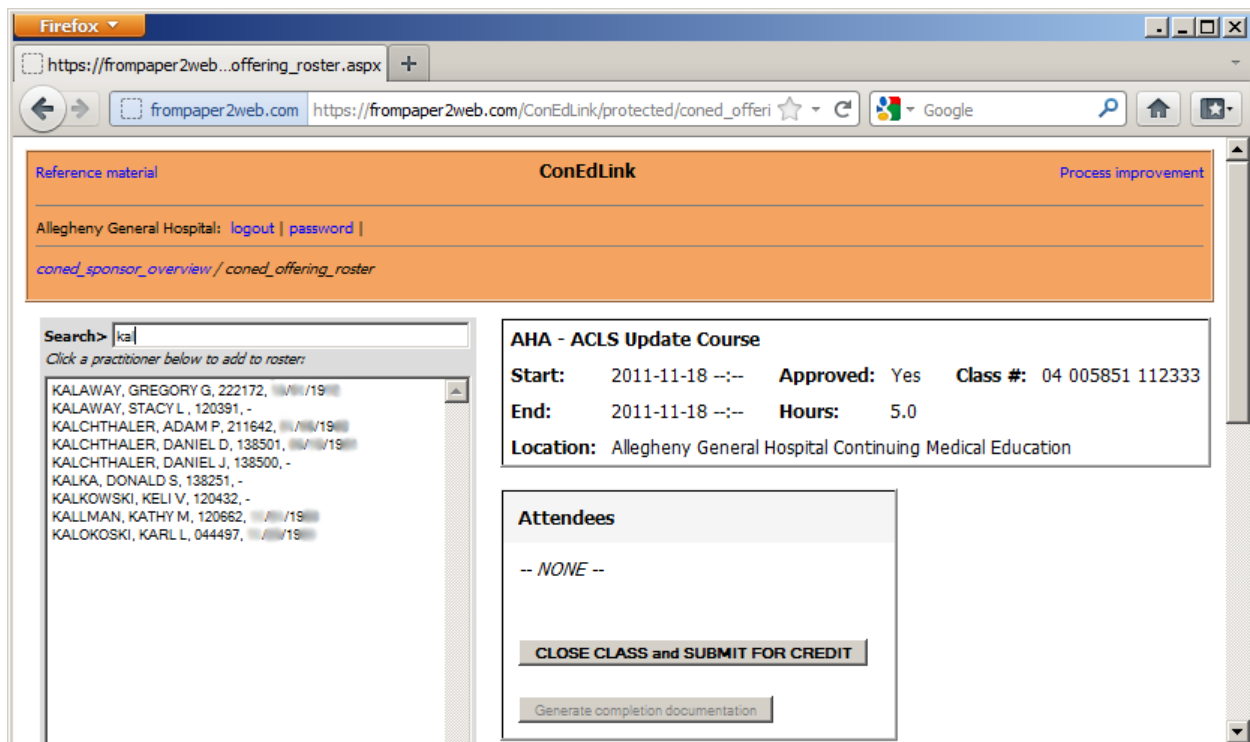 Firefox
https://frompaper2web...offering_roster.aspx
frompaper2web.com https://frompaper2web.com/ConEdLink/protected/coned_offeri Google
Reference material ConEdLink Process improvement
Allegheny General Hospital: logout | password |
coned_sponsor_overview / coned_offering_roster
Search> kal
Click a practitioner below to add to roster:
KALAWAY, GREGORY G, 222172, / /19
KALAWAY, STACY L , 120391, -
KALCHTHALER, ADAM P, 211642, / /19
KALCHTHALER, DANIEL D, 138501, / /19
KALCHTHALER, DANIEL J, 138500, -
KALKA, DONALD S, 138251, -
KALKOWSKI, KELI V, 120432, -
KALLMAN, KATHY M, 120662, / /19
KALOKOSKI, KARL L, 044497, / /19
AHA - ACLS Update Course
Start: 2011-11-18 --:-- Approved: Yes Class #: 04 005851 112333
End: 2011-11-18 --:-- Hours: 5.0
Location: Allegheny General Hospital Continuing Medical Education
Attendees
-- NONE --
CLOSE CLASS and SUBMIT FOR CREDIT
Generate completion documentation